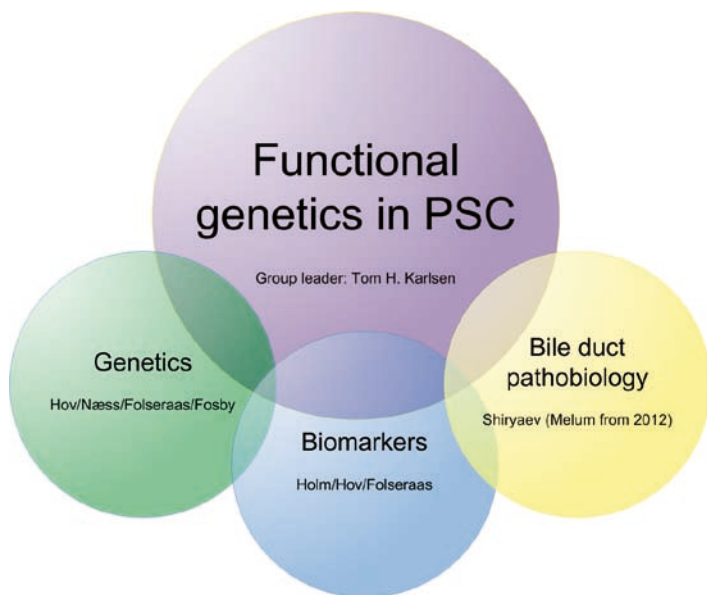 Functional
genetics in PSC
Group leader: Tom H. Karlsen
Genetics
Hov/Næss/Folseraas/Fosby
Biomarkers
Holm/Hov/Folseraas
Bile duct
pathobiology
Shiryaev (Melum from 2012)